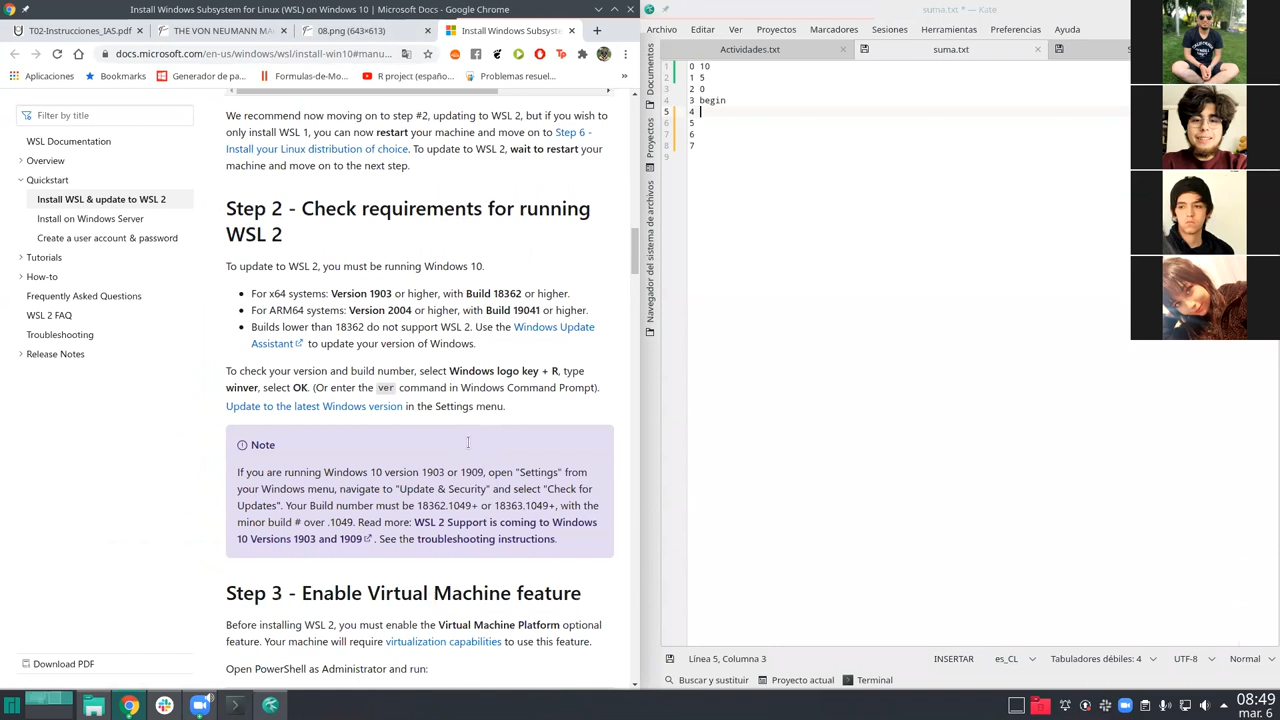 Install Windows Subsystem for Linux (WSL) on Windows 10 | Microsoft Docs - Google Chrome
T02-Instrucciones_IAS.pdf
THE VON NEUMANN MA
08.png (643×613)
Install Windows Subsyste
docs.microsoft.com/en-us/windows/wsl/install-win10#manu...
Aplicaciones
Bookmarks
Generador de pa...
Formulas-de-Mo...
R project (españo...
Problemas resuel...
»
Filter by title
WSL Documentation
Overview
Quickstart
Install WSL & update to WSL 2
Install on Windows Server
Create a user account & password
Tutorials
How-to
Frequently Asked Questions
WSL 2 FAQ
Troubleshooting
Release Notes
Download PDF
We recommend now moving on to step #2, updating to WSL 2, but if you wish to
only install WSL 1, you can now restart your machine and move on to Step 6 -
Install your Linux distribution of choice. To update to WSL 2, wait to restart your
machine and move on to the next step.
Step 2 - Check requirements for running
WSL 2
To update to WSL 2, you must be running Windows 10.
• For x64 systems: Version 1903 or higher, with Build 18362 or higher.
• For ARM64 systems: Version 2004 or higher, with Build 19041 or higher.
• Builds lower than 18362 do not support WSL 2. Use the Windows Update
Assistant to update your version of Windows.
To check your version and build number, select Windows logo key + R, type
winver, select OK. (Or enter the ver command in Windows Command Prompt).
Update to the latest Windows version in the Settings menu.
Note
If you are running Windows 10 version 1903 or 1909, open "Settings" from
your Windows menu, navigate to "Update & Security" and select "Check for
Updates". Your Build number must be 18362.1049+ or 18363.1049+, with the
minor build # over .1049. Read more: WSL 2 Support is coming to Windows
10 Versions 1903 and 1909 . See the troubleshooting instructions.
Step 3 - Enable Virtual Machine feature
Before installing WSL 2, you must enable the Virtual Machine Platform optional
feature. Your machine will require virtualization capabilities to use this feature.
Open PowerShell as Administrator and run:
suma.txt * — Kate
Archivo Editar Ver Proyectos Marcadores Sesiones Herramientas Preferencias Ayuda
Actividades.txt
suma.txt
Documentos
Proyectos
Navegador del sistema de archivos
1 0 10
2 1 5
3 2 0
4 3 begin
5 4
6 5
7 6
8 7
9
Línea 5, Columna 3
INSERTAR
es_CL
Tabuladores débiles: 4
UTF-8
Normal
Buscar y sustituir
Proyecto actual
Terminal
08:49
mar. 6